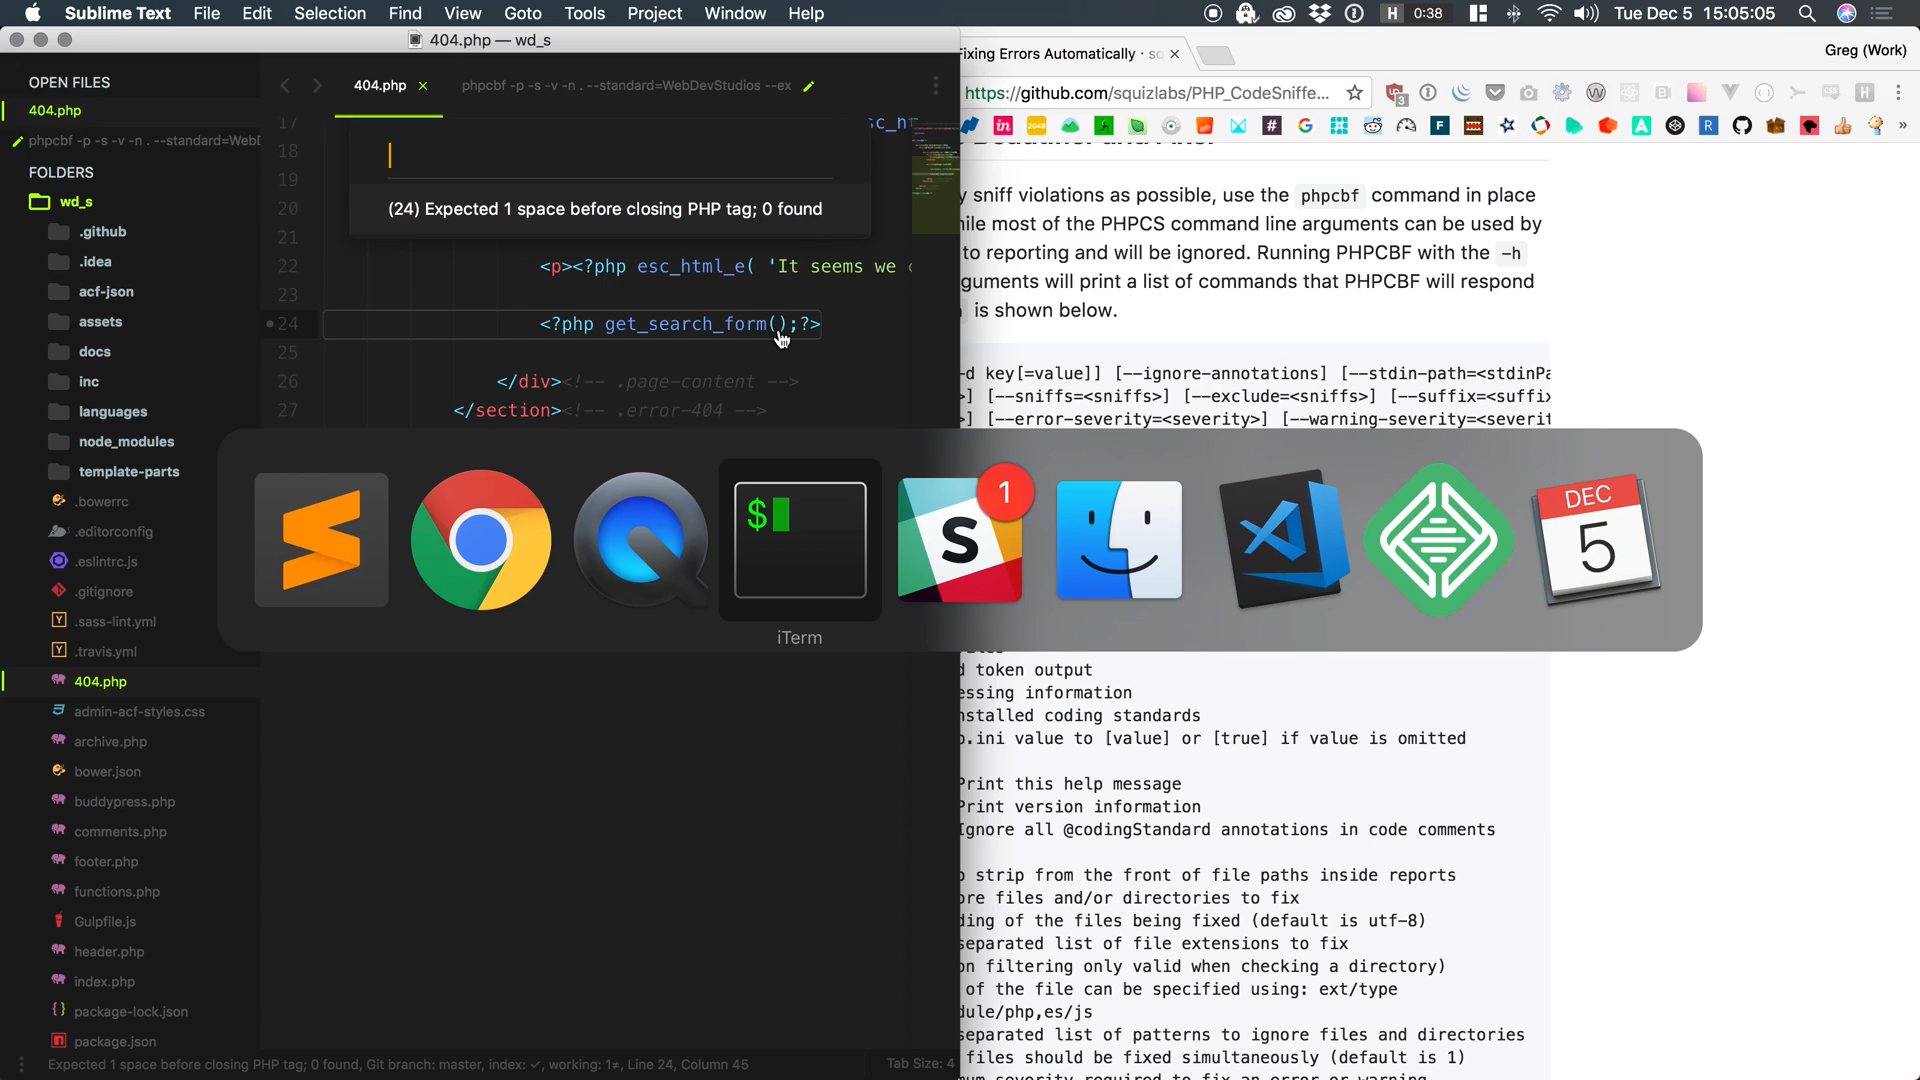 Sublime Text File Edit Selection Find View Goto Tools Project Window Help
H 0:38 Tue Dec 5 15:05:05
404.php — wd_s
OPEN FILES
404.php
phpcbf -p -s -v -n . --standard=WebD
FOLDERS
wd_s
.github
.idea
acf-json
assets
docs
inc
languages
node_modules
template-parts
.bowerrc
.editorconfig
.eslintrc.js
.gitignore
.sass-lint.yml
.travis.yml
404.php
admin-acf-styles.css
archive.php
bower.json
buddypress.php
comments.php
footer.php
functions.php
Gulpfile.js
header.php
index.php
package-lock.json
package.json
404.php
phpcbf -p -s -v -n . --standard=WebDevStudios --ex
17
18
19
20
21
22 <p><?php esc_html_e( 'It seems we
23
24 <?php get_search_form();?>
25
26 </div><!-- .page-content -->
27 </section><!-- .error-404 -->
(24) Expected 1 space before closing PHP tag; 0 found
Expected 1 space before closing PHP tag; 0 found, Git branch: master, index: ✓, working: 1≠, Line 24, Column 45
Tab Size: 4
ixing Errors Automatically · sq
Greg (Work)
https://github.com/squizlabs/PHP_CodeSniffe...
y sniff violations as possible, use the phpcbf command in place
ile most of the PHPCS command line arguments can be used by
to reporting and will be ignored. Running PHPCBF with the -h
guments will print a list of commands that PHPCBF will respond
is shown below.
-d key[=value]] [--ignore-annotations] [--stdin-path=<stdinPa
>] [--sniffs=<sniffs>] [--exclude=<sniffs>] [--suffix=<suffix
>] [--error-severity=<severity>] [--warning-severity=<severit
$
iTerm
1
S
DEC
5
d token output
essing information
nstalled coding standards
p.ini value to [value] or [true] if value is omitted
Print this help message
Print version information
Ignore all @codingStandard annotations in code comments
o strip from the front of file paths inside reports
ore files and/or directories to fix
ding of the files being fixed (default is utf-8)
separated list of file extensions to fix
on filtering only valid when checking a directory)
of the file can be specified using: ext/type
dule/php,es/js
separated list of patterns to ignore files and directories
files should be fixed simultaneously (default is 1)
mum severity required to fix an error or warning